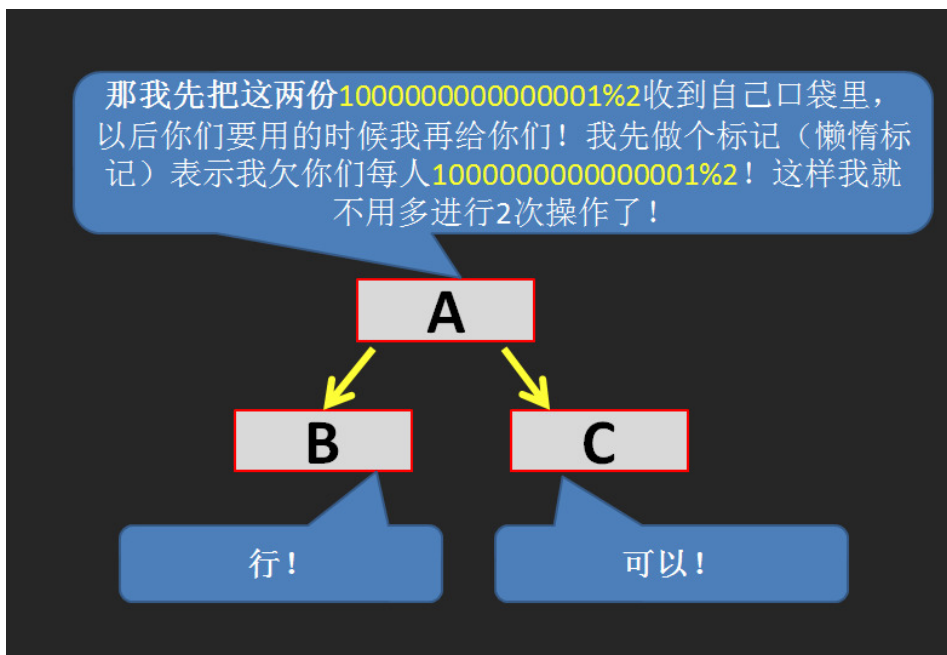 那我先把这两份1000000000000001%2收到自己口袋里，
以后你们要用的时候我再给你们！我先做个标记（懒惰标
记）表示我欠你们每人1000000000000001%2！这样我就
不用多进行2次操作了！
A
B
C
行！
可以！